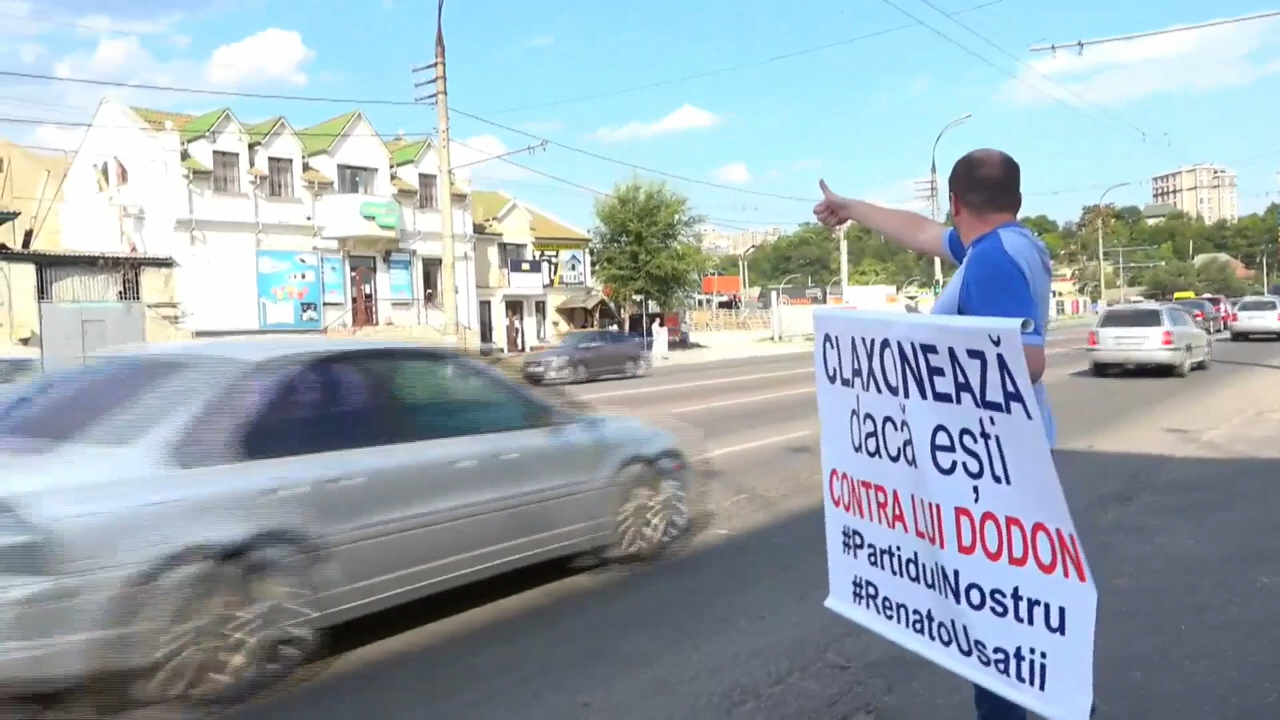 CLAXONEAZĂ
dacă ești
CONTRA LUI DODON
#PartidulNostru
#RenatoUsatii